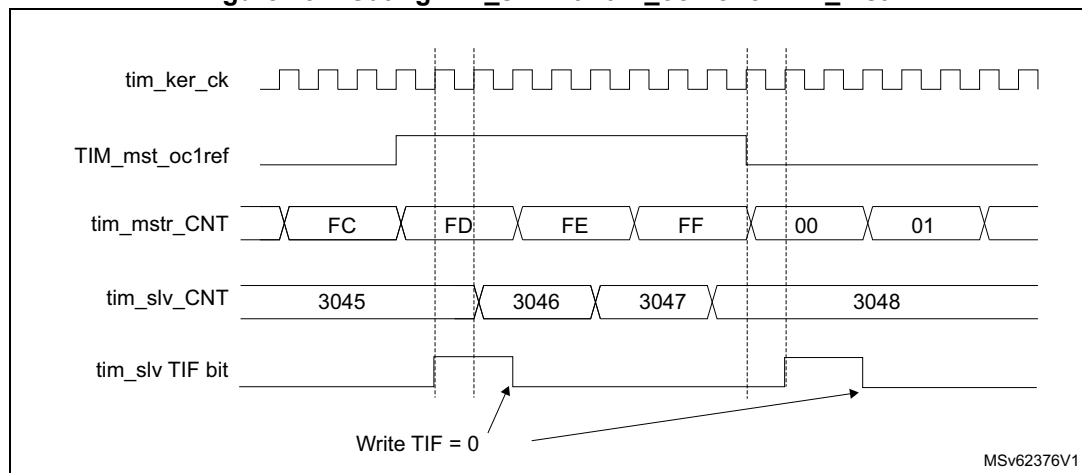 tim_ker_ck
TIM_mst_oc1ref
tim_mstr_CNT FC FD FE FF 00 01
tim_slv_CNT 3045 3046 3047 3048
tim_slv TIF bit
Write TIF = 0
MSv62376V1